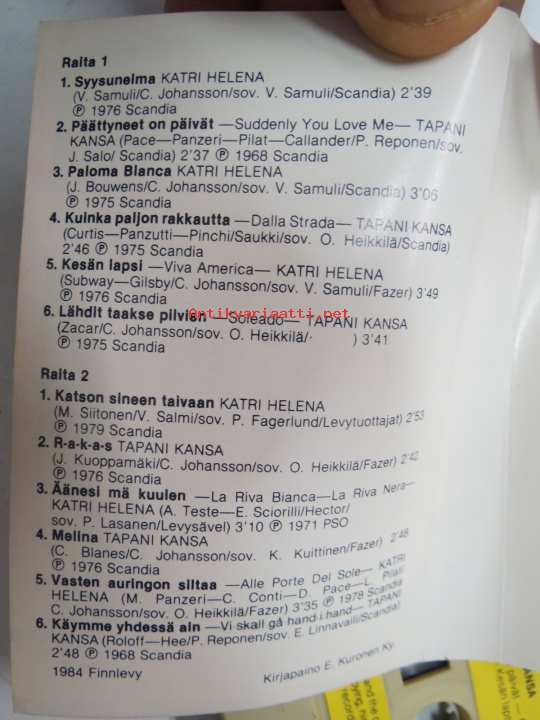 Raita 1
1. Syysunelma KATRI HELENA
(V. Samuli/C. Johansson/sov. V. Samuli/Scandia) 2'39
Ⓟ 1976 Scandia
2. Päättyneet on päivät —Suddenly You Love Me— TAPANI
KANSA (Pace—Panzeri—Pilat—Callander/P. Reponen/sov.
J. Salo/ Scandia) 2'37 Ⓟ 1968 Scandia
3. Paloma Blanca KATRI HELENA
(J. Bouwens/C. Johansson/sov. V. Samuli/Scandia) 3'06
Ⓟ 1975 Scandia
4. Kuinka paljon rakkautta —Dalla Strada— TAPANI KANSA
(Curtis—Panzutti—Pinchi/Saukki/sov. O. Heikkilä/Scandia)
2'46 Ⓟ 1975 Scandia
5. Kesän lapsi —Viva America— KATRI HELENA
(Subway—Gilsby/C. Johansson/sov. V. Samuli/Fazer) 3'49
Ⓟ 1976 Scandia
Antikvariaatti.net
6. Lähdit taakse pilvien —Soleado— TAPANI KANSA
(Zacar/C. Johansson/sov. O. Heikkilä/ ) 3'41
Ⓟ 1975 Scandia
Raita 2
1. Katson sineen taivaan KATRI HELENA
(M. Siitonen/V. Salmi/sov. P. Fagerlund/Levytuottajat) 2'53
Ⓟ 1979 Scandia
2. R-a-k-a-s TAPANI KANSA
(J. Kuoppamäki/C. Johansson/sov. O. Heikkilä/Fazer) 2'42
Ⓟ 1976 Scandia
3. Äänesi mä kuulen —La Riva Bianca—La Riva Nera—
KATRI HELENA (A. Teste—E. Sciorilli/Hector/
sov. P. Lasanen/Levysävel) 3'10 Ⓟ 1971 PSO
4. Melina TAPANI KANSA
(C. Blanes/C. Johansson/sov. K. Kuittinen/Fazer) 2'48
Ⓟ 1976 Scandia
5. Vasten auringon siltaa —Alle Porte Del Sole— KATRI
HELENA (M. Panzeri—C. Conti—D. Pace—L. Pilat/
C. Johansson/sov. O. Heikkilä/Fazer) 3'35 Ⓟ 1978 Scandia
6. Käymme yhdessä ain —Vi skall gå hand i hand— TAPANI
KANSA (Roloff—Hee/P. Reponen/sov. E. Linnavalli/Scandia)
2'48 Ⓟ 1968 Scandia
1984 Finnlevy
Kirjapaino E. Kuronen Ky.